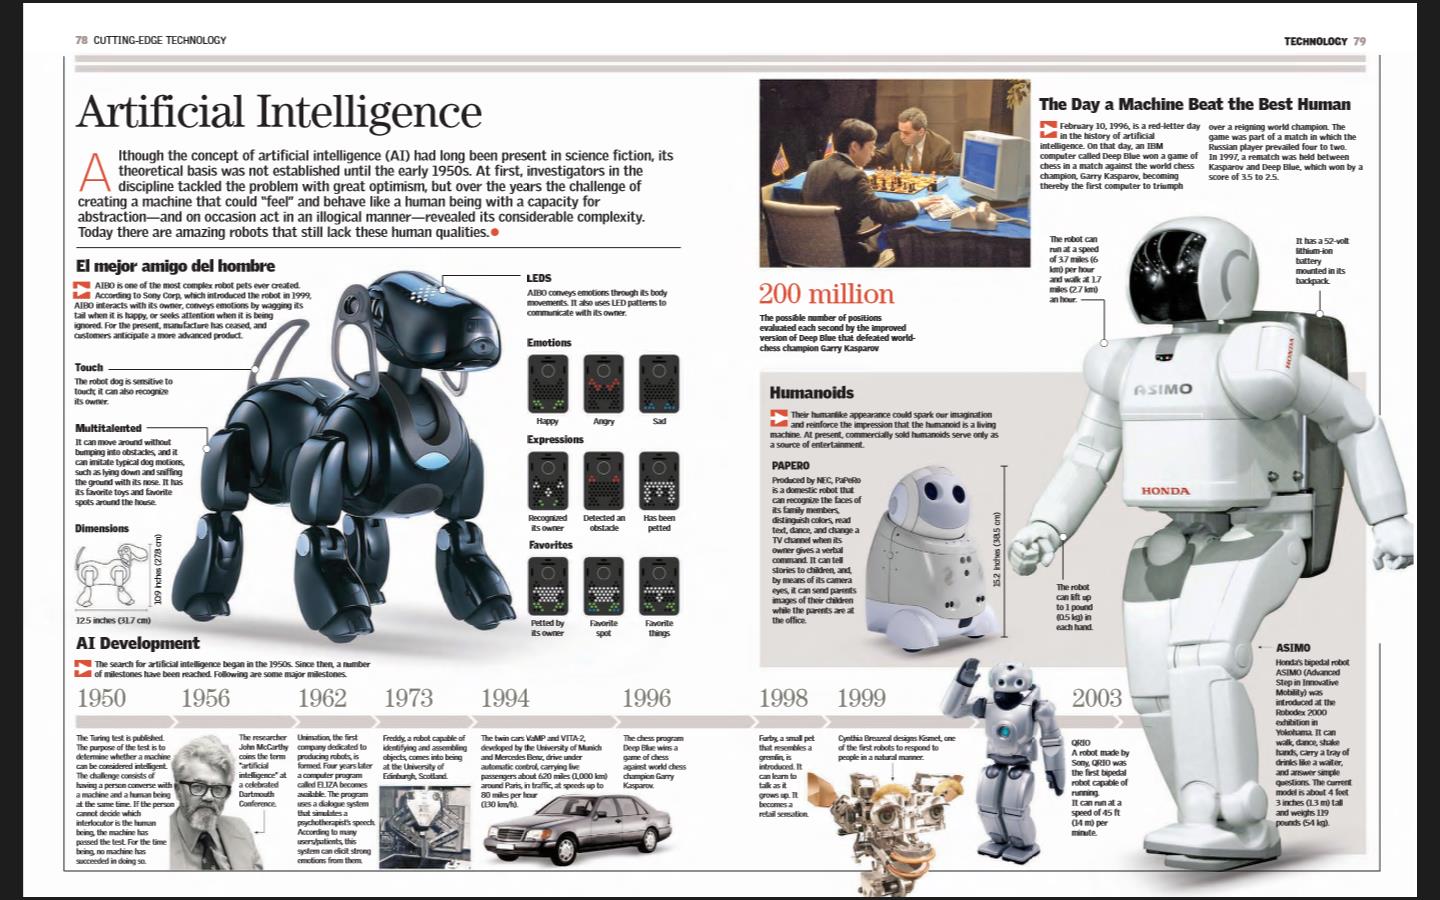 78 CUTTING-EDGE TECHNOLOGY
TECHNOLOGY 79
Artificial Intelligence
Although the concept of artificial intelligence (AI) had long been present in science fiction, its
theoretical basis was not established until the early 1950s. At first, investigators in the
discipline tackled the problem with great optimism, but over the years the challenge of
creating a machine that could "feel" and behave like a human being with a capacity for
abstraction—and on occasion act in an illogical manner—revealed its considerable complexity.
Today there are amazing robots that still lack these human qualities.
El mejor amigo del hombre
AIBO is one of the most complex robot pets ever created.
According to Sony Corp, which introduced the robot in 1999,
AIBO interacts with its owner, conveys emotions by wagging its
tail when it is happy, or seeks attention when it is being
ignored. For the present, manufacture has ceased, and
customers anticipate a more advanced product.
Touch
The robot dog is sensitive to
touch; it can also recognize
its owner.
Multitalented
It can move around without
bumping into obstacles, and it
can imitate typical dog motions,
such as lying down and sniffing
the ground with its nose. It has
its favorite toys and favorite
spots around the house.
Dimensions
10.9 inches (27.8 cm)
12.5 inches (31.7 cm)
LEDS
AIBO conveys emotions through its body
movements. It also uses LED patterns to
communicate with its owner.
Emotions
Happy
Angry
Sad
Expressions
Recognized
its owner
Detected an
obstacle
Has been
petted
Favorites
Petted by
its owner
Favorite
spot
Favorite
things
AI Development
The search for artificial intelligence began in the 1950s. Since then, a number
of milestones have been reached. Following are some major milestones.
1950
The Turing test is published.
The purpose of the test is to
determine whether a machine
can be considered intelligent.
The challenge consists of
having a person converse with
a machine and a human being
at the same time. If the person
cannot decide which
interlocutor is the human
being, the machine has
passed the test. For the time
being, no machine has
succeeded in doing so.
1956
The researcher
John McCarthy
coins the term
"artificial
intelligence" at
a celebrated
Dartmouth
Conference.
1962
Unimation, the first
company dedicated to
producing robots, is
formed. Four years later
a computer program
called ELIZA becomes
available. The program
uses a dialogue system
that simulates a
psychotherapist's speech.
According to many
users/patients, this
system can elicit strong
emotions from them.
1973
Freddy, a robot capable of
identifying and assembling
objects, comes into being
at the University of
Edinburgh, Scotland.
1994
The twin cars VaMP and VITA-2,
developed by the University of Munich
and Mercedes Benz, drive under
automatic control, carrying live
passengers about 620 miles (1,000 km)
around Paris, in traffic, at speeds up to
80 miles per hour
(130 km/h).
1996
The chess program
Deep Blue wins a
game of chess
against world chess
champion Garry
Kasparov.
The Day a Machine Beat the Best Human
February 10, 1996, is a red-letter day
in the history of artificial
intelligence. On that day, an IBM
computer called Deep Blue won a game of
chess in a match against the world chess
champion, Garry Kasparov, becoming
thereby the first computer to triumph
over a reigning world champion. The
game was part of a match in which the
Russian player prevailed four to two.
In 1997, a rematch was held between
Kasparov and Deep Blue, which won by a
score of 3.5 to 2.5.
200 million
The possible number of positions
evaluated each second by the improved
version of Deep Blue that defeated world-
chess champion Garry Kasparov
Humanoids
Their humanlike appearance could spark our imagination
and reinforce the impression that the humanoid is a living
machine. At present, commercially sold humanoids serve only as
a source of entertainment.
PAPERO
Produced by NEC, PaPeRo
is a domestic robot that
can recognize the faces of
its family members,
distinguish colors, read
text, dance, and change a
TV channel when its
owner gives a verbal
command. It can tell
stories to children, and,
by means of its camera
eyes, it can send parents
images of their children
while the parents are at
the office.
15.2 inches (38.5 cm)
The robot can
run at a speed
of 3.7 miles (6
km) per hour
and walk at 1.7
miles (2.7 km)
an hour.
It has a 52-volt
lithium-ion
battery
mounted in its
backpack.
HONDA
ASIMO
HONDA
The robot
can lift up
to 1 pound
(0.5 kg) in
each hand.
ASIMO
Honda's bipedal robot
ASIMO (Advanced
Step in Innovative
Mobility) was
introduced at the
Robodex 2000
exhibition in
Yokohama. It can
walk, dance, shake
hands, carry a tray of
drinks like a waiter,
and answer simple
questions. The current
model is about 4 feet
3 inches (1.3 m) tall
and weighs 119
pounds (54 kg).
1998
Furby, a small pet
that resembles a
gremlin, is
introduced. It
can learn to
talk as it
grows up. It
becomes a
retail sensation.
1999
Cynthia Breazeal designs Kismet, one
of the first robots to respond to
people in a natural manner.
2003
QRIO
A robot made by
Sony, QRIO was
the first bipedal
robot capable of
running.
It can run at a
speed of 45 ft
(14 m) per
minute.